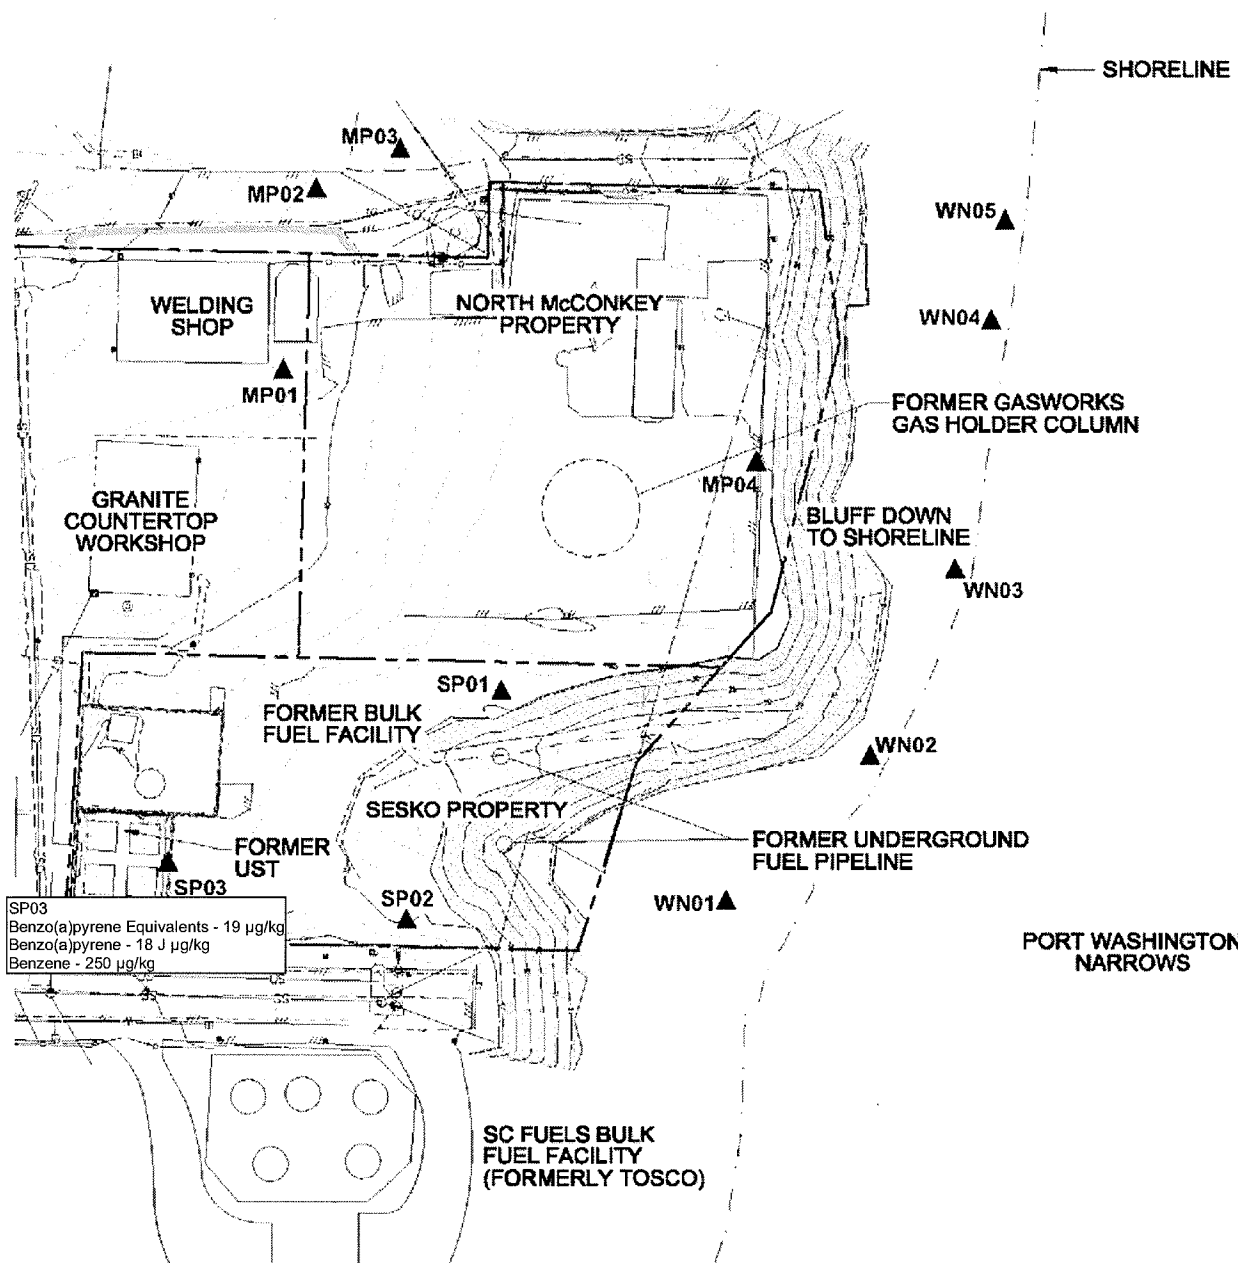 SHORELINE
MP03
MP02
WN05
WELDING
SHOP
NORTH McCONKEY
PROPERTY
WN04
MP01
FORMER GASWORKS
GAS HOLDER COLUMN
MP04
GRANITE
COUNTERTOP
WORKSHOP
BLUFF DOWN
TO SHORELINE
WN03
SP01
FORMER BULK
FUEL FACILITY
WN02
SESKO PROPERTY
FORMER
UST
FORMER UNDERGROUND
FUEL PIPELINE
SP03
SP02
WN01
SP03
Benzo(a)pyrene Equivalents - 19 µg/kg
Benzo(a)pyrene - 18 J µg/kg
Benzene - 250 µg/kg
PORT WASHINGTON
NARROWS
SC FUELS BULK
FUEL FACILITY
(FORMERLY TOSCO)